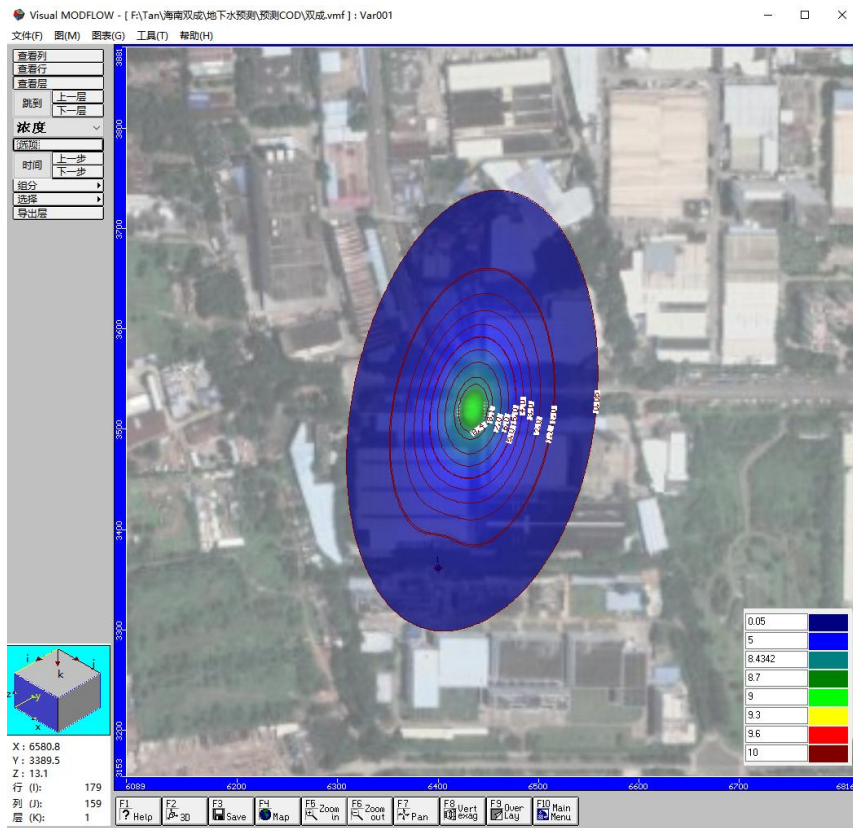 Visual MODFLOW - [ F:\Tan\海南双成\地下水预测\预测COD\双成.vmf ] : Var001
文件(F) 图(M) 图表(G) 工具(T) 帮助(H)
查看列
查看行
查看层
跳到 上一层
下一层
浓度
选项
时间 上一步
下一步
组分
选择
导出层
3881
3800
3700
3600
3500
3400
3300
3200
3153
6089 6200 6300 6400 6500 6600 6700 6816
0.05
5
8.4342
8.7
9
9.3
9.6
10
i j
k
z
y
x
X : 6580.8
Y : 3389.5
Z : 13.1
行 (I): 179
列 (J): 159
层 (K): 1
F1 ? Help
F2 3D
F3 Save
F4 Map
F5 Zoom in
F6 Zoom out
F7 Pan
F8 Vert exag
F9 Over Lay
F10 Main Menu